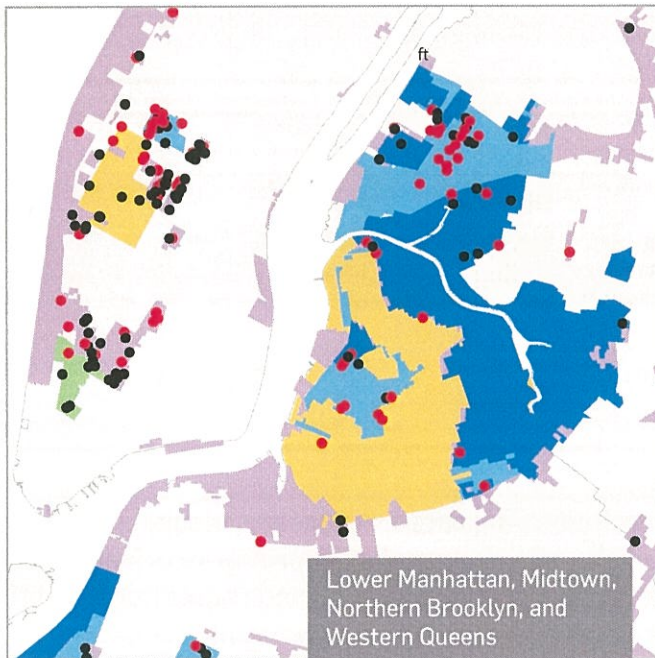 ft
Lower Manhattan, Midtown,
Northern Brooklyn, and
Western Queens